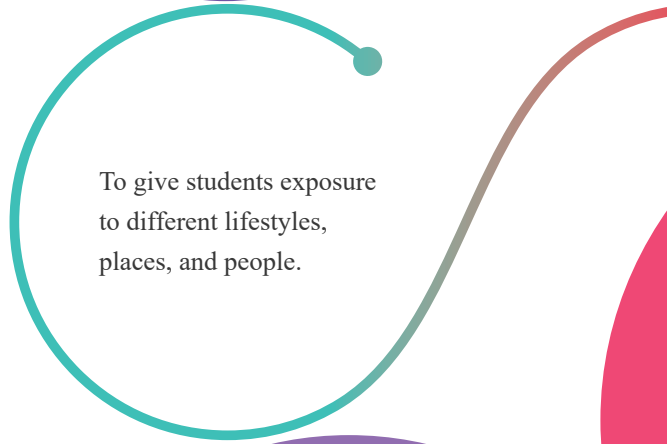 To give students exposure
to different lifestyles,
places, and people.